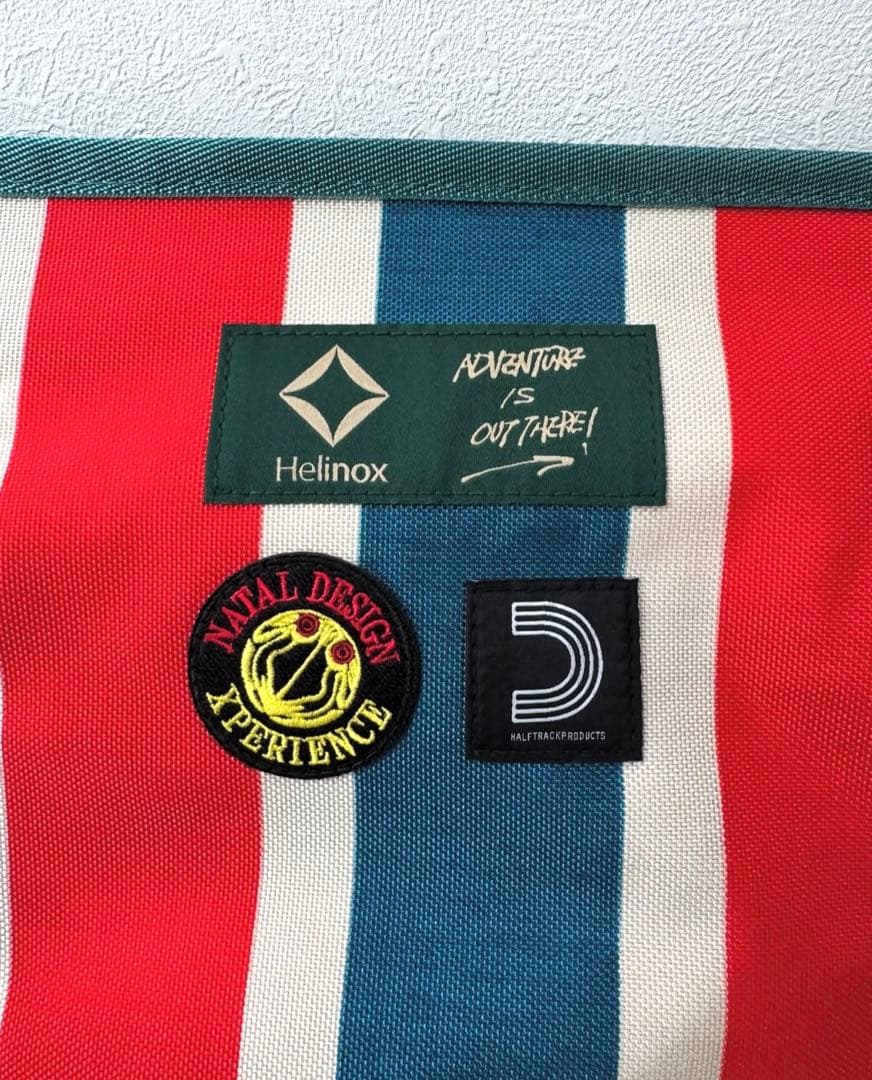 Helinox
ADVENTURE
IS
OUT THERE!
NATAL DESIGN
XPERIENCE
HALFTRACKPRODUCTS